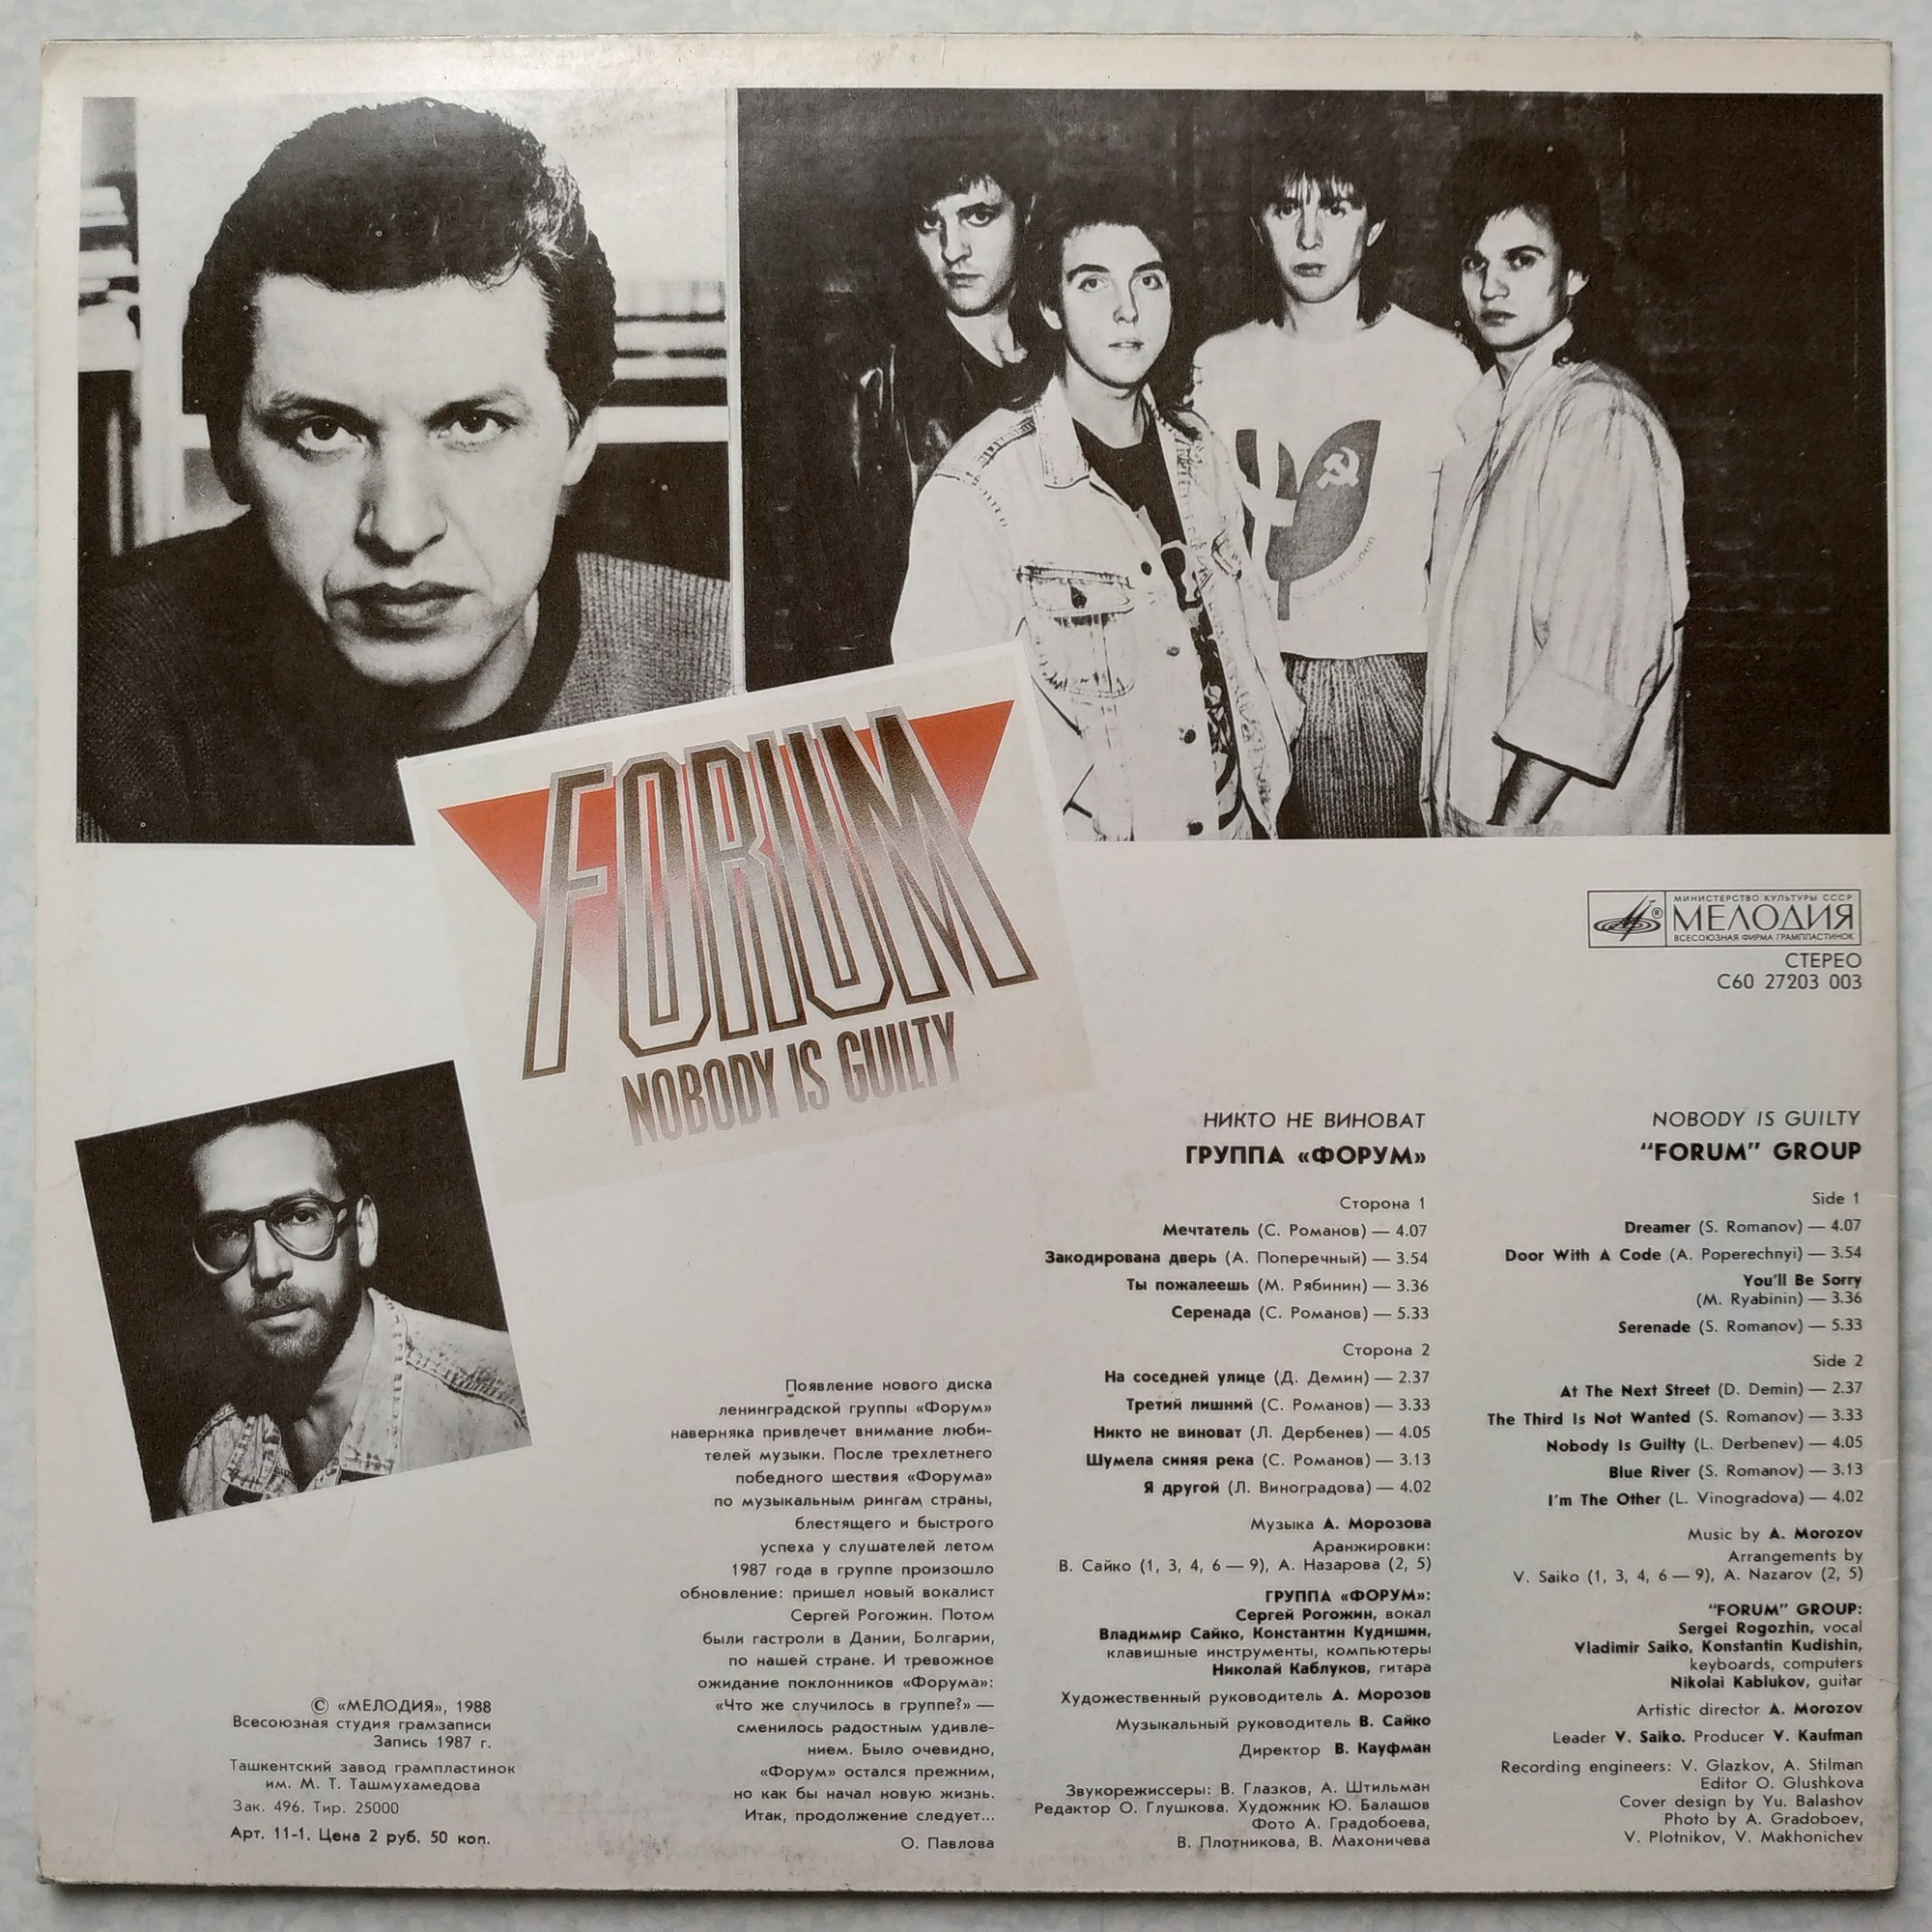 FORUM
NOBODY IS GUILTY
МИНИСТЕРСТВО КУЛЬТУРЫ СССР
МЕЛОДИЯ
ВСЕСОЮЗНАЯ ФИРМА ГРАМПЛАСТИНОК
СТЕРЕО
С60 27203 003
© «МЕЛОДИЯ», 1988
Всесоюзная студия грамзаписи
Запись 1987 г.
Ташкентский завод грампластинок
им. М. Т. Ташмухамедова
Зак. 496. Тир. 25000
Арт. 11-1. Цена 2 руб. 50 коп.
Появление нового диска
ленинградской группы «Форум»
наверняка привлечет внимание люби-
телей музыки. После трехлетнего
победного шествия «Форума»
по музыкальным рингам страны,
блестящего и быстрого
успеха у слушателей летом
1987 года в группе произошло
обновление: пришел новый вокалист
Сергей Рогожин. Потом
были гастроли в Дании, Болгарии,
по нашей стране. И тревожное
ожидание поклонников «Форума»:
«Что же случилось в группе?» —
сменилось радостным удивле-
нием. Было очевидно,
«Форум» остался прежним,
но как бы начал новую жизнь.
Итак, продолжение следует...
О. Павлова
НИКТО НЕ ВИНОВАТ
ГРУППА «ФОРУМ»
Сторона 1
Мечтатель (С. Романов) — 4.07
Закодирована дверь (А. Поперечный) — 3.54
Ты пожалеешь (М. Рябинин) — 3.36
Серенада (С. Романов) — 5.33
Сторона 2
На соседней улице (Д. Демин) — 2.37
Третий лишний (С. Романов) — 3.33
Никто не виноват (Л. Дербенев) — 4.05
Шумела синяя река (С. Романов) — 3.13
Я другой (Л. Виноградова) — 4.02
Музыка А. Морозова
Аранжировки:
В. Сайко (1, 3, 4, 6 — 9), А. Назарова (2, 5)
ГРУППА «ФОРУМ»:
Сергей Рогожин, вокал
Владимир Сайко, Константин Кудишин,
клавишные инструменты, компьютеры
Николай Каблуков, гитара
Художественный руководитель А. Морозов
Музыкальный руководитель В. Сайко
Директор В. Кауфман
Звукорежиссеры: В. Глазков, А. Штильман
Редактор О. Глушкова. Художник Ю. Балашов
Фото А. Градобоева,
В. Плотникова, В. Махоничева
NOBODY IS GUILTY
“FORUM” GROUP
Side 1
Dreamer (S. Romanov) — 4.07
Door With A Code (A. Poperechnyi) — 3.54
You'll Be Sorry
(M. Ryabinin) — 3.36
Serenade (S. Romanov) — 5.33
Side 2
At The Next Street (D. Demin) — 2.37
The Third Is Not Wanted (S. Romanov) — 3.33
Nobody Is Guilty (L. Derbenev) — 4.05
Blue River (S. Romanov) — 3.13
I'm The Other (L. Vinogradova) — 4.02
Music by A. Morozov
Arrangements by
V. Saiko (1, 3, 4, 6 — 9), A. Nazarov (2, 5)
“FORUM” GROUP:
Sergei Rogozhin, vocal
Vladimir Saiko, Konstantin Kudishin,
keyboards, computers
Nikolai Kablukov, guitar
Artistic director A. Morozov
Leader V. Saiko. Producer V. Kaufman
Recording engineers: V. Glazkov, A. Stilman
Editor O. Glushkova
Cover design by Yu. Balashov
Photo by A. Gradoboev,
V. Plotnikov, V. Makhonichev